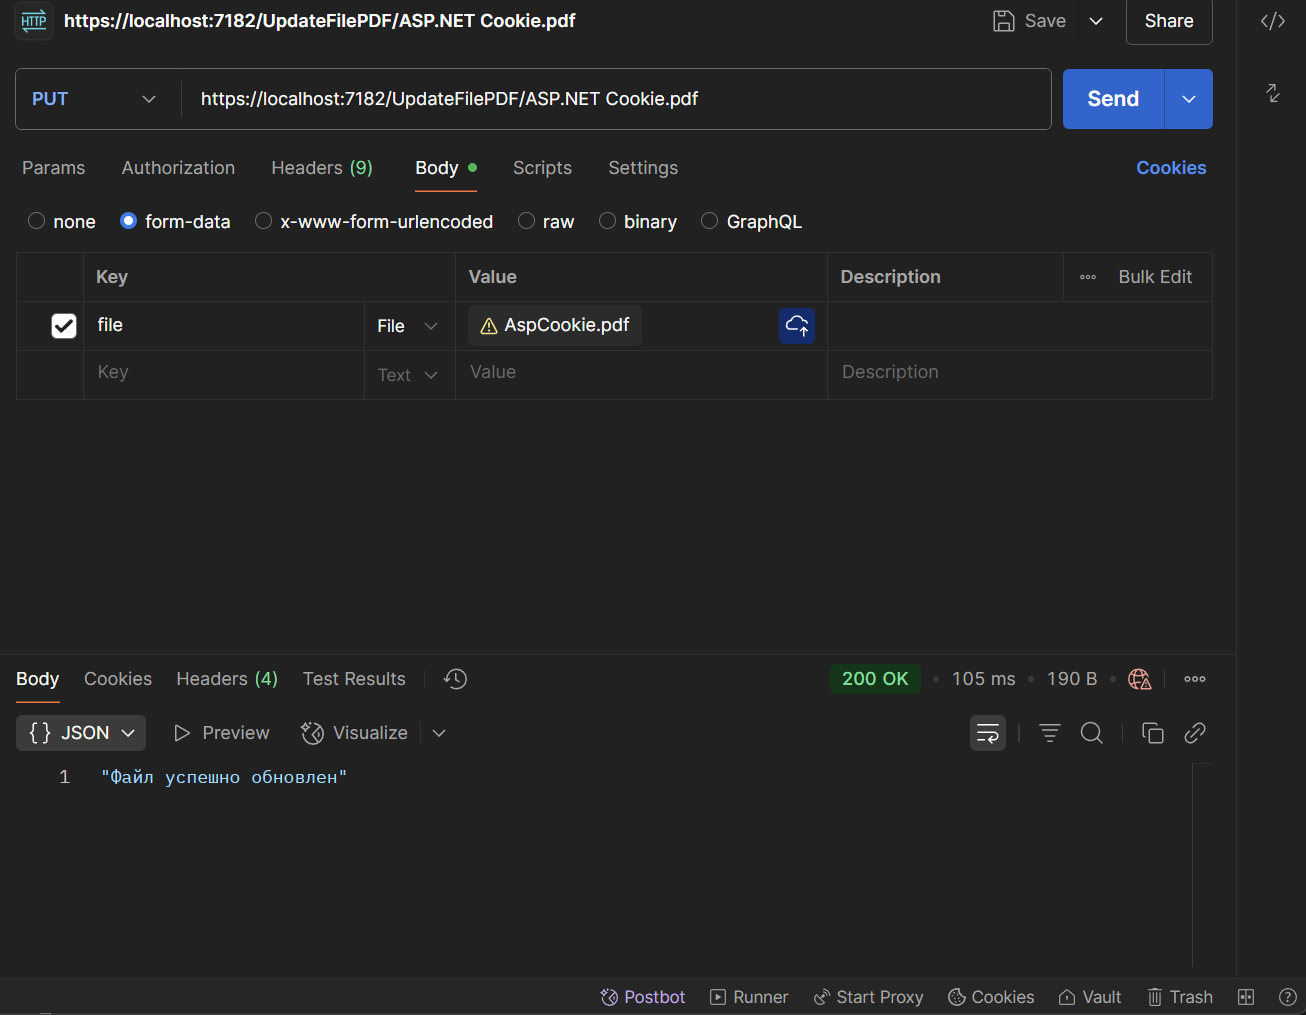 HTTP https://localhost:7182/UpdateFilePDF/ASP.NET Cookie.pdf Save Share
PUT https://localhost:7182/UpdateFilePDF/ASP.NET Cookie.pdf Send
Params Authorization Headers (9) Body Scripts Settings Cookies
none form-data x-www-form-urlencoded raw binary GraphQL
Key Value Description Bulk Edit
file File AspCookie.pdf
Key Text Value Description
Body Cookies Headers (4) Test Results 200 OK 105 ms 190 B
{} JSON Preview Visualize
1 "Файл успешно обновлен"
Postbot Runner Start Proxy Cookies Vault Trash